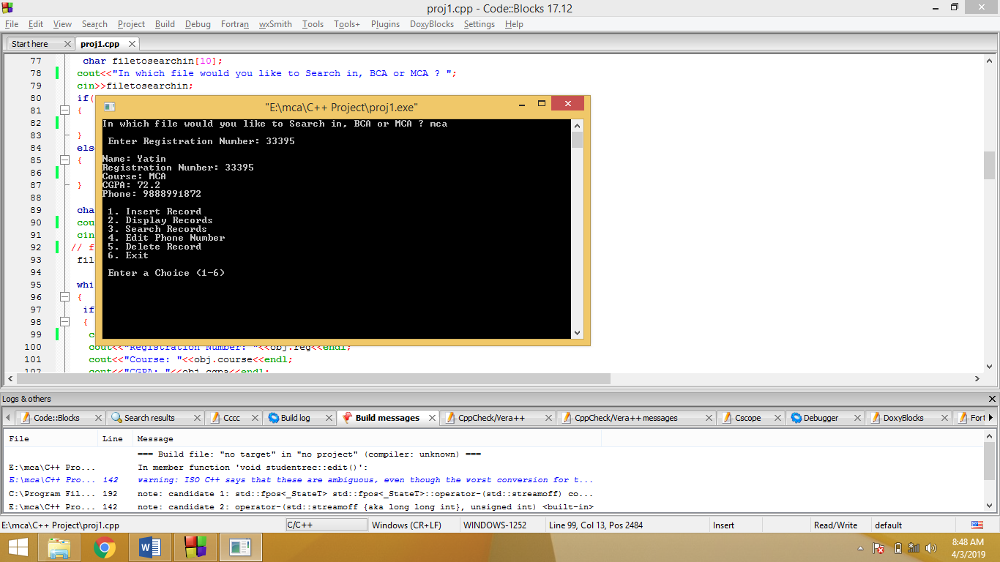 proj1.cpp - Code::Blocks 17.12
File Edit View Search Project Build Debug Fortran wxSmith Tools Tools+ Plugins DoxyBlocks Settings Help
Start here proj1.cpp
77 char filetosearchin[10];
78 cout<<"In which file would you like to Search in, BCA or MCA ? ";
79 cin>>filetosearchin;
80 if(
81 {
82
83 }
84 else
85 {
86
87 }
88
89 cha
90 cou
91 cin
92 // f
93 fil
94
95 whi
96 {
97 if
98 {
99 c
100 cout<<"Registration Number: "<<obj.reg<<endl;
101 cout<<"Course: "<<obj.course<<endl;
102 cout<<"CGPA: "<<obj.cgpa<<endl;
"E:\mca\C++ Project\proj1.exe"
In which file would you like to Search in, BCA or MCA ? mca
Enter Registration Number: 33395
Name: Yatin
Registration Number: 33395
Course: MCA
CGPA: 72.2
Phone: 9888991872
1. Insert Record
2. Display Records
3. Search Records
4. Edit Phone Number
5. Delete Record
6. Exit
Enter a Choice (1-6)
Logs & others
Code::Blocks Search results Cccc Build log Build messages CppCheck/Vera++ CppCheck/Vera++ messages Cscope Debugger DoxyBlocks Fort
File Line Message
=== Build file: "no target" in "no project" (compiler: unknown) ===
E:\mca\C++ Pro... In member function 'void studentrec::edit()':
E:\mca\C++ Pro... 142 warning: ISO C++ says that these are ambiguous, even though the worst conversion for t...
C:\Program Fil... 192 note: candidate 1: std::fpos<_StateT> std::fpos<_StateT>::operator-(std::streamoff) co...
E:\mca\C++ Pro... 142 note: candidate 2: operator-(std::streamoff {aka long long int}, unsigned int) <built-in>
E:\mca\C++ Project\proj1.cpp C/C++ Windows (CR+LF) WINDOWS-1252 Line 99, Col 13, Pos 2484 Insert Read/Write default
8:48 AM
4/3/2019